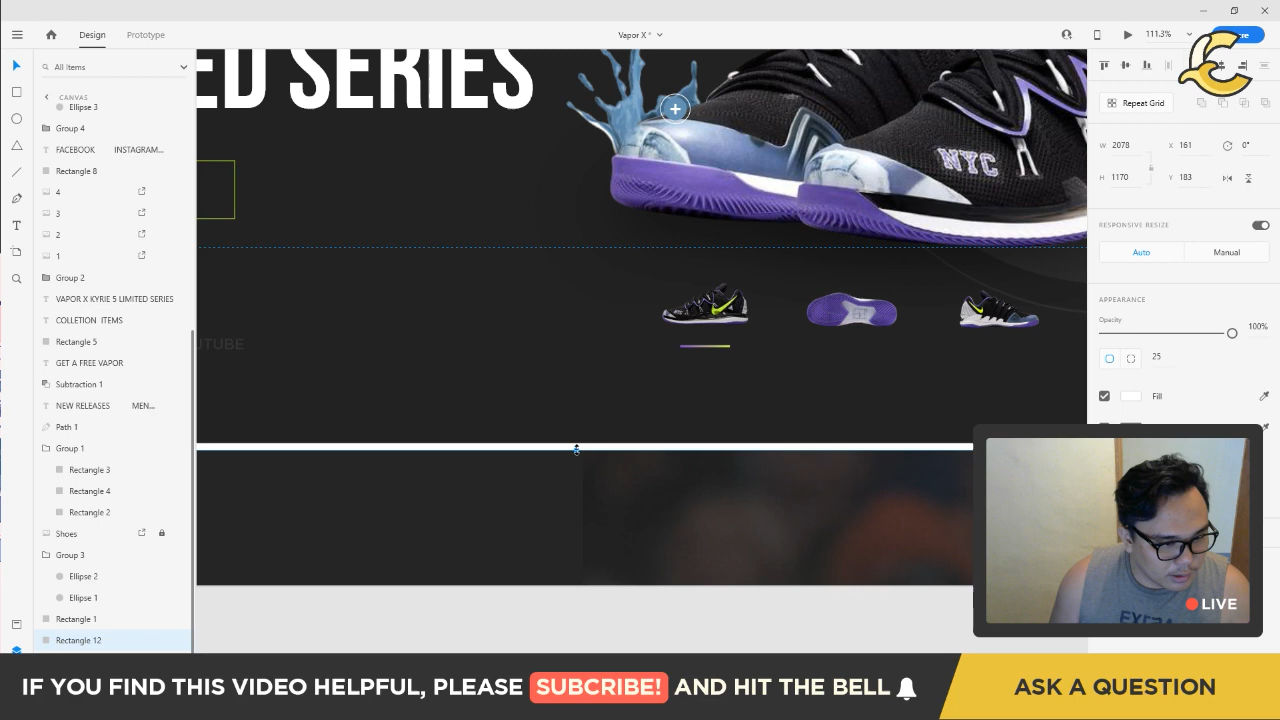 Design
Prototype
Vapor X *
111.3%
All Items
CANVAS
Ellipse 3
Group 4
FACEBOOK INSTAGRAM...
Rectangle 8
4
3
2
1
Group 2
VAPOR X KYRIE 5 LIMITED SERIES
COLLETION ITEMS
Rectangle 5
GET A FREE VAPOR
Subtraction 1
NEW RELEASES MEN...
Path 1
Group 1
Rectangle 3
Rectangle 4
Rectangle 2
Shoes
Group 3
Ellipse 2
Ellipse 1
Rectangle 1
Rectangle 12
ED SERIES
NYC
UTUBE
Repeat Grid
W 2078 X 161 0°
H 1170 Y 183
RESPONSIVE RESIZE
Auto Manual
APPEARANCE
Opacity
100%
25
Fill
LIVE
IF YOU FIND THIS VIDEO HELPFUL, PLEASE SUBCRIBE! AND HIT THE BELL
ASK A QUESTION